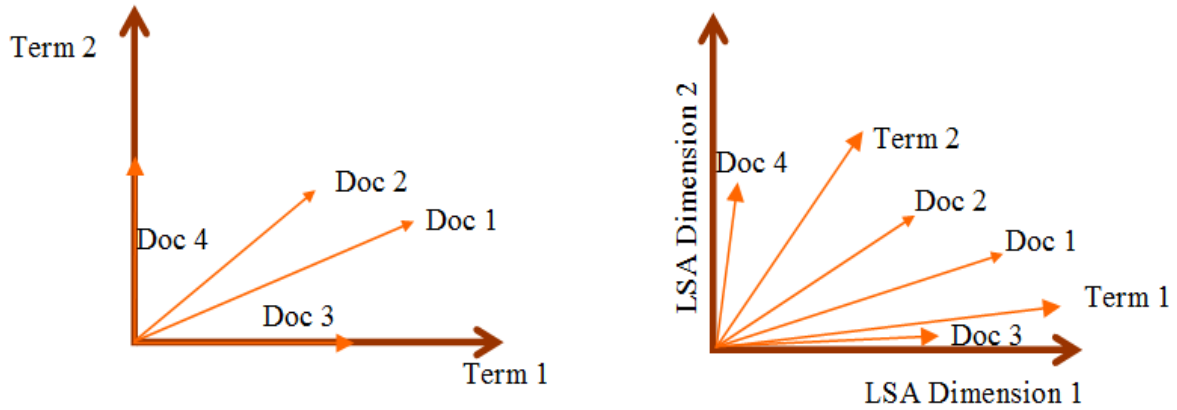 Term 2
Doc 2
Doc 1
Doc 4
Doc 3
Term 1
LSA Dimension 2
Term 2
Doc 4
Doc 2
Doc 1
Term 1
Doc 3
LSA Dimension 1